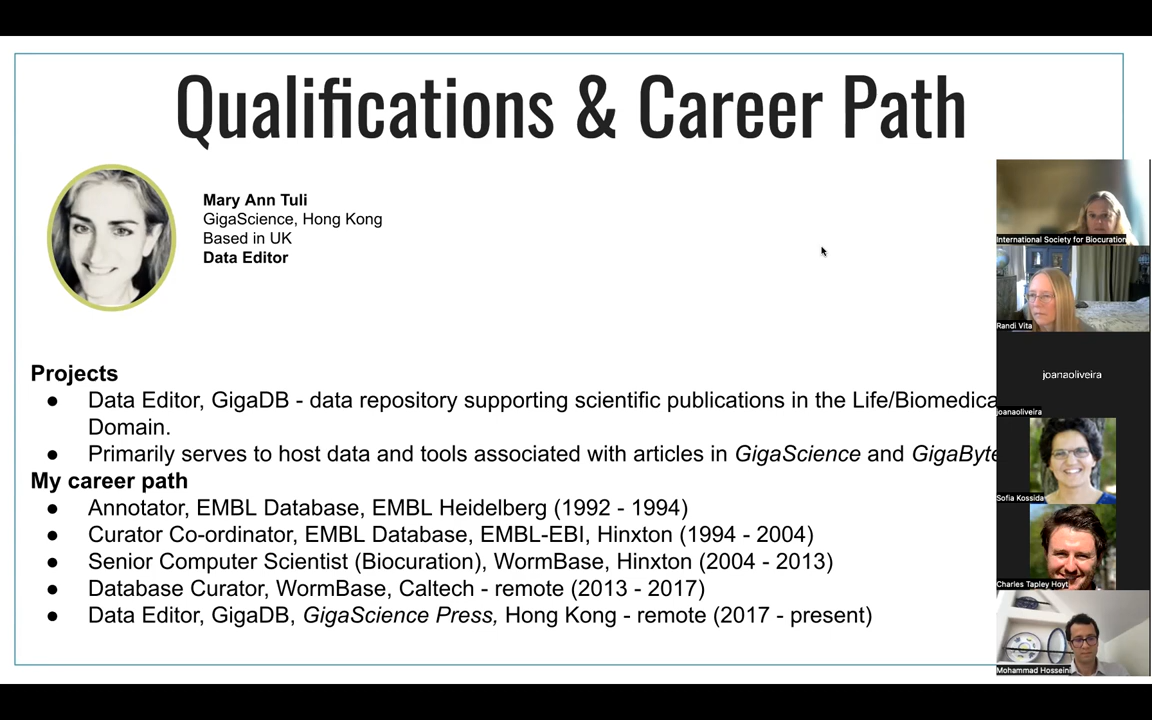 Qualifications & Career Path
Mary Ann Tuli
GigaScience, Hong Kong
Based in UK
Data Editor
Projects
● Data Editor, GigaDB - data repository supporting scientific publications in the Life/Biomedica
Domain.
● Primarily serves to host data and tools associated with articles in GigaScience and GigaByte
My career path
● Annotator, EMBL Database, EMBL Heidelberg (1992 - 1994)
● Curator Co-ordinator, EMBL Database, EMBL-EBI, Hinxton (1994 - 2004)
● Senior Computer Scientist (Biocuration), WormBase, Hinxton (2004 - 2013)
● Database Curator, WormBase, Caltech - remote (2013 - 2017)
● Data Editor, GigaDB, GigaScience Press, Hong Kong - remote (2017 - present)
International Society for Biocuration
Randi Vita
joanaoliveira
joanaoliveira
Sofia Kossida
Charles Tapley Hoyt
Mohammad Hossein